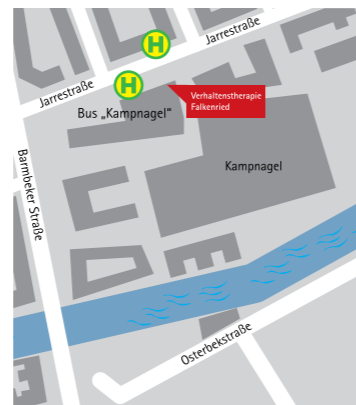 H
Jarrestraße
H
Jarrestraße
Verhaltenstherapie
Falkenried
Bus „Kampnagel“
Kampnagel
Barmbeker Straße
Osterbekstraße